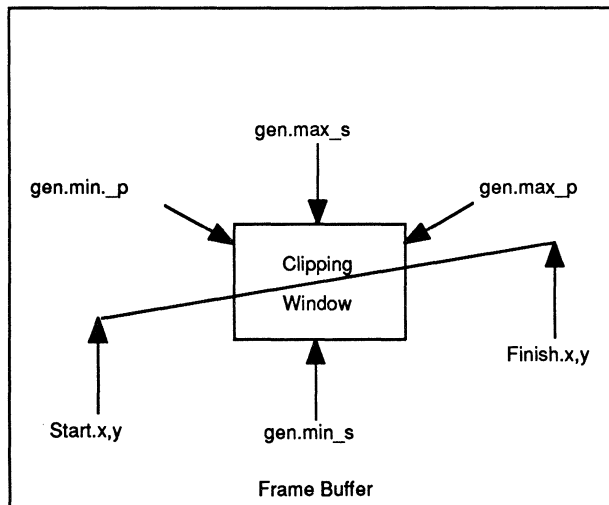 gen.max_s
gen.min._p
gen.max_p
Clipping
Window
Finish.x,y
Start.x,y
gen.min_s
Frame Buffer